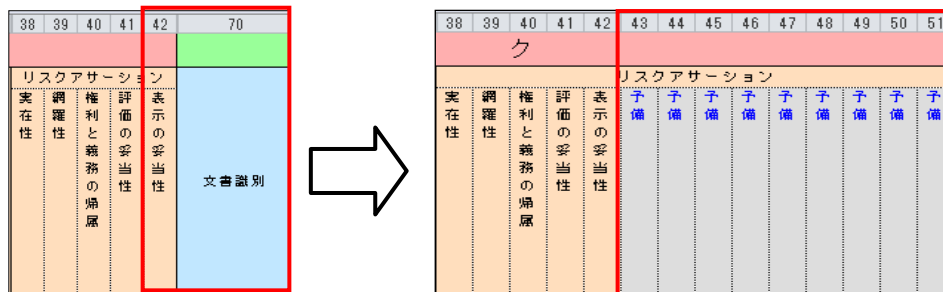 38 39 40 41 42 70
リスクアサーション
実在性
網羅性
権利と義務の帰属
評価の妥当性
表示の妥当性
文書識別
38 39 40 41 42 43 44 45 46 47 48 49 50 51
ク
リスクアサーション
実在性
網羅性
権利と義務の帰属
評価の妥当性
表示の妥当性
予備
予備
予備
予備
予備
予備
予備
予備
予備